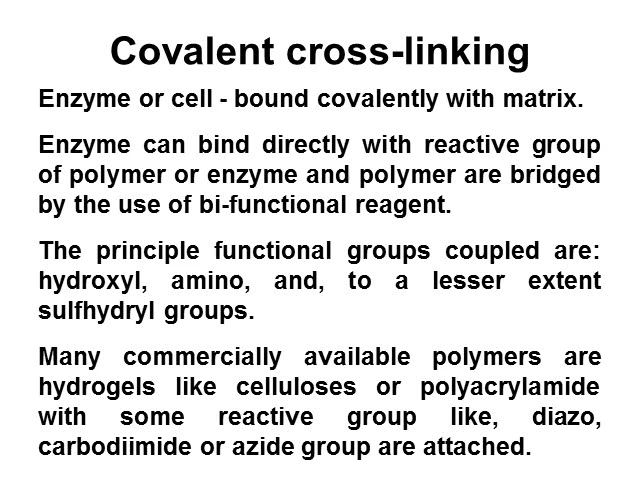 Covalent cross-linking
Enzyme or cell - bound covalently with matrix.
Enzyme can bind directly with reactive group
of polymer or enzyme and polymer are bridged
by the use of bi-functional reagent.
The principle functional groups coupled are:
hydroxyl, amino, and, to a lesser extent
sulfhydryl groups.
Many commercially available polymers are
hydrogels like celluloses or polyacrylamide
with some reactive group like, diazo,
carbodiimide or azide group are attached.